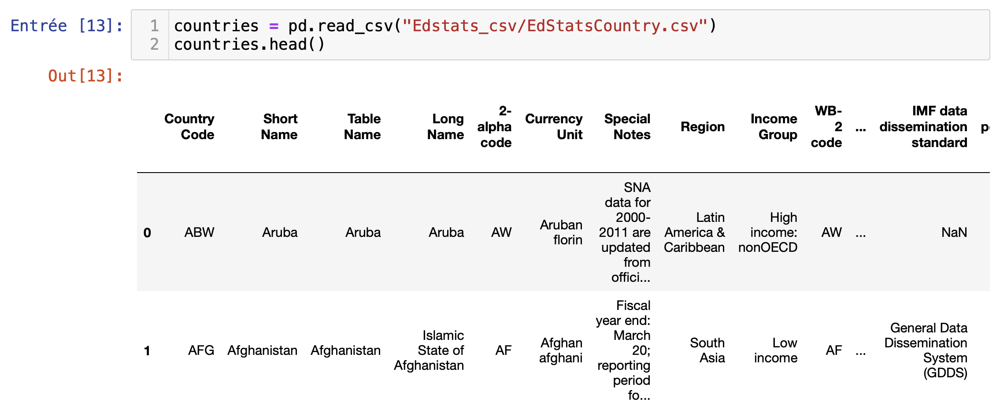 Entrée [13]:
1 countries = pd.read_csv("Edstats_csv/EdStatsCountry.csv")
2 countries.head()
Out[13]:
Country Code Short Name Table Name Long Name 2-alpha code Currency Unit Special Notes Region Income Group WB-2 code ... IMF data dissemination standard
0 ABW Aruba Aruba Aruba AW Aruban florin SNA data for 2000-2011 are updated from offici... Latin America & Caribbean High income: nonOECD AW ... NaN
1 AFG Afghanistan Afghanistan Islamic State of Afghanistan AF Afghan afghani Fiscal year end: March 20; reporting period fo... South Asia Low income AF ... General Data Dissemination System (GDDS)